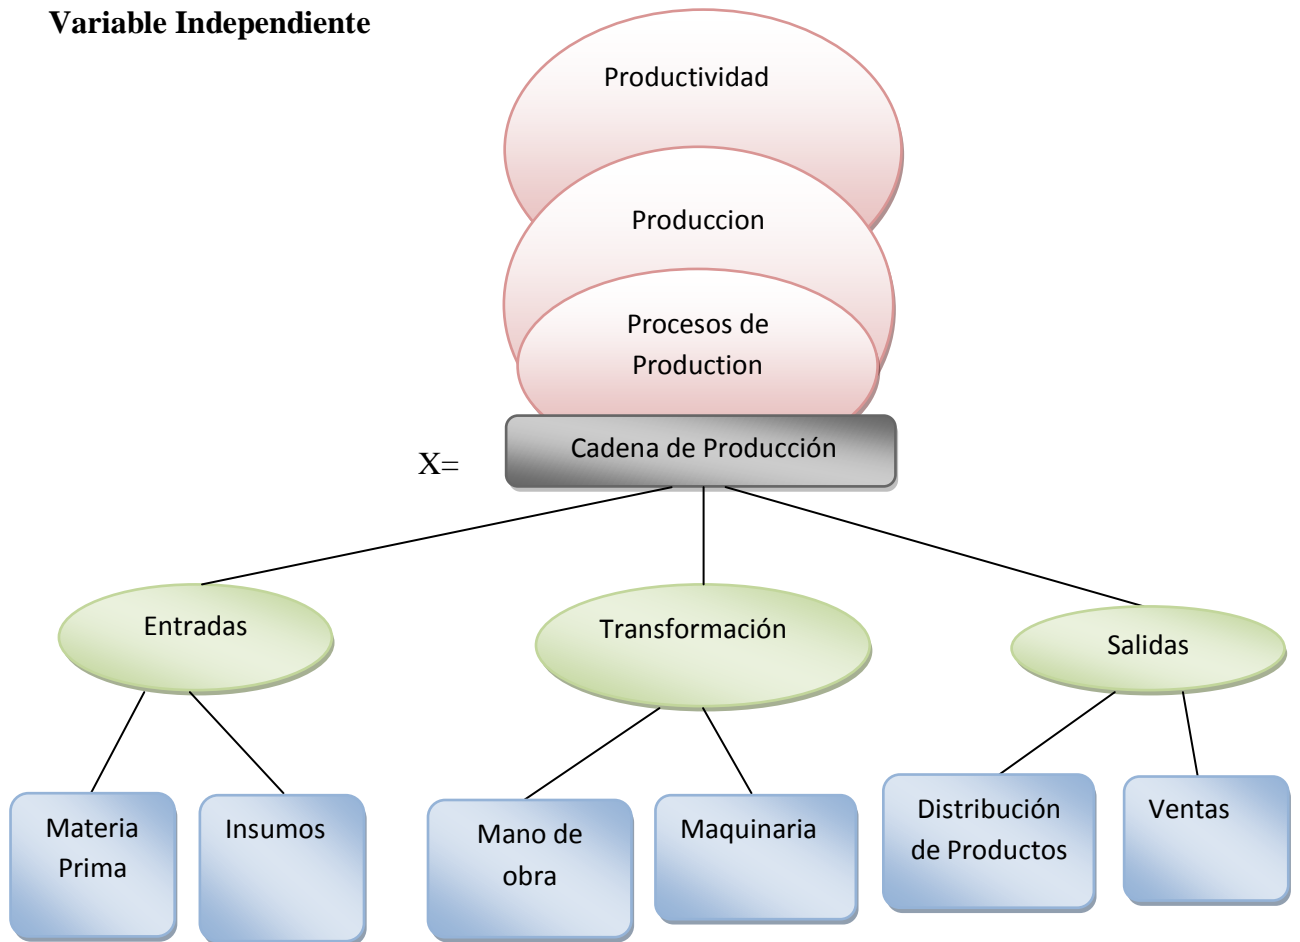 Variable Independiente
Productividad
Produccion
Procesos de
Production
X=
Cadena de Producción
Entradas
Transformación
Salidas
Materia
Prima
Insumos
Mano de
obra
Maquinaria
Distribución
de Productos
Ventas